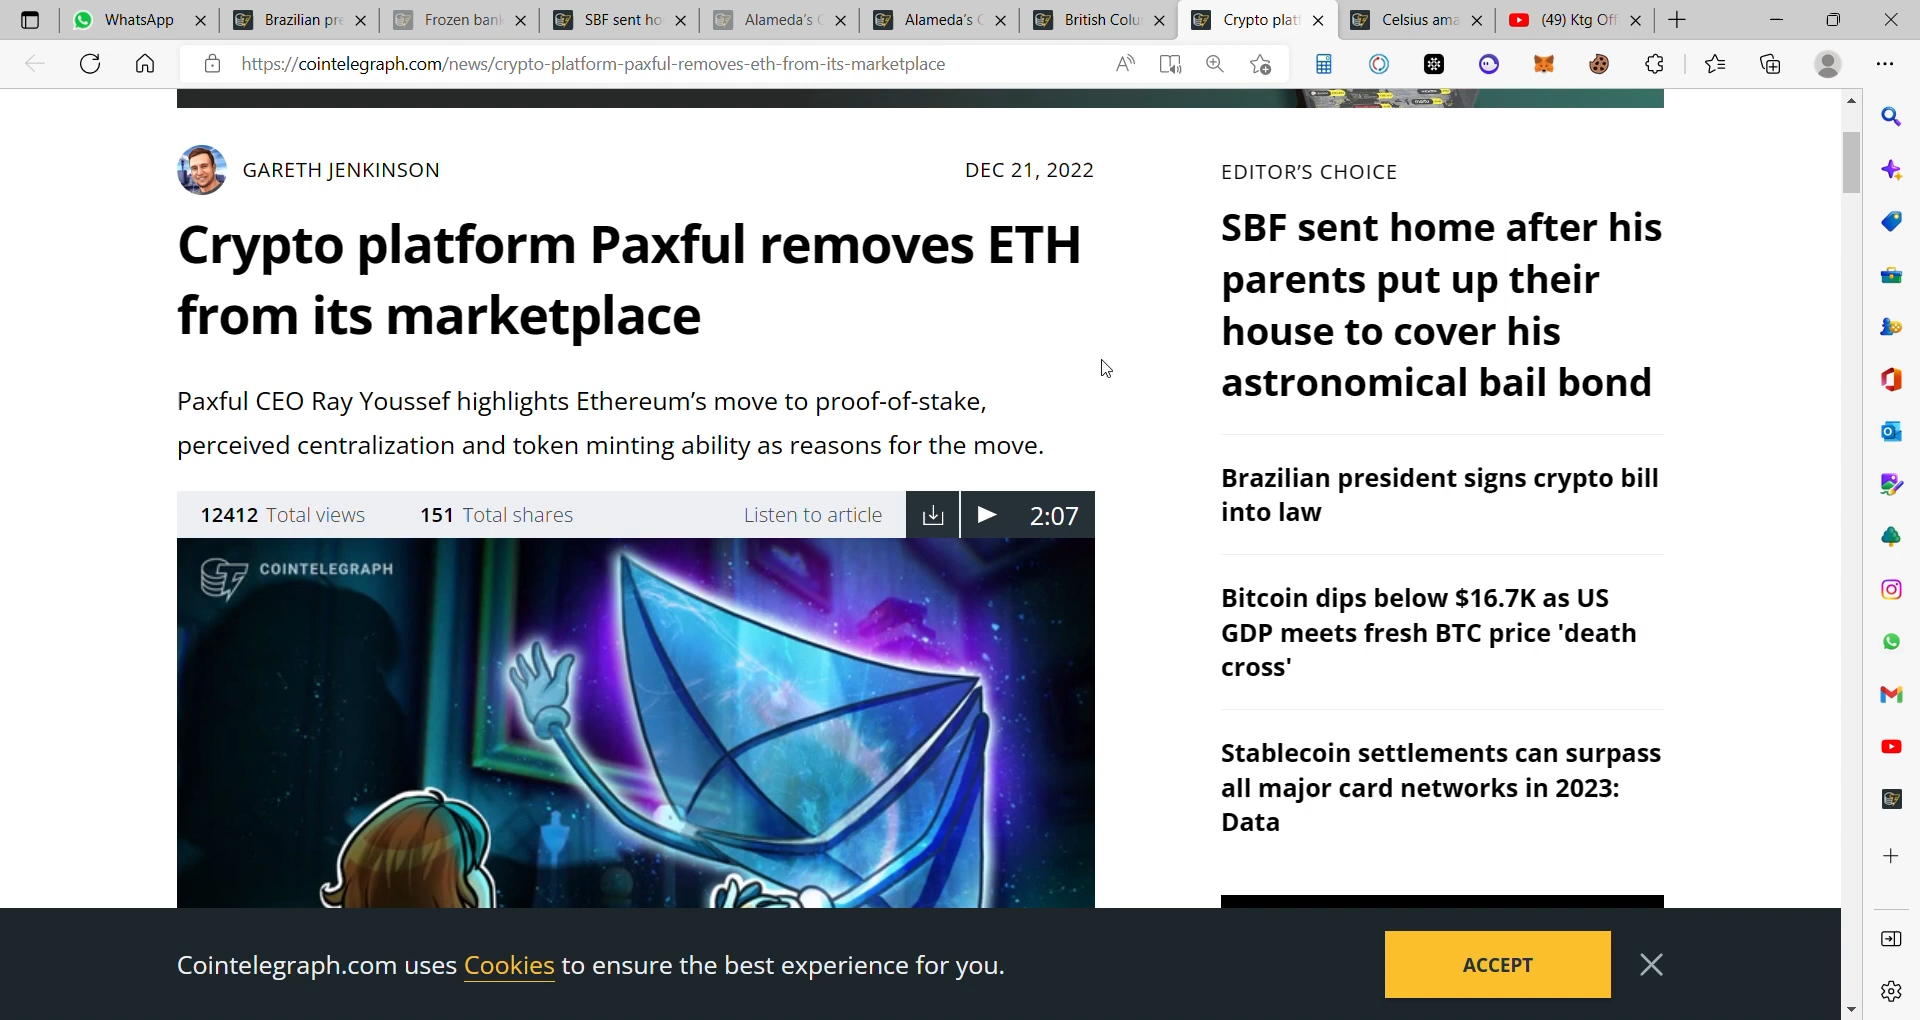 WhatsApp
Brazilian pre
Frozen bank
SBF sent ho
Alameda's C
Alameda's C
British Colu
Crypto plat
Celsius ama
(49) Ktg Off
https://cointelegraph.com/news/crypto-platform-paxful-removes-eth-from-its-marketplace
GARETH JENKINSON
DEC 21, 2022
Crypto platform Paxful removes ETH
from its marketplace
Paxful CEO Ray Youssef highlights Ethereum's move to proof-of-stake,
perceived centralization and token minting ability as reasons for the move.
12412 Total views
151 Total shares
Listen to article
2:07
COINTELEGRAPH
EDITOR'S CHOICE
SBF sent home after his
parents put up their
house to cover his
astronomical bail bond
Brazilian president signs crypto bill
into law
Bitcoin dips below $16.7K as US
GDP meets fresh BTC price 'death
cross'
Stablecoin settlements can surpass
all major card networks in 2023:
Data
Cointelegraph.com uses Cookies to ensure the best experience for you.
ACCEPT